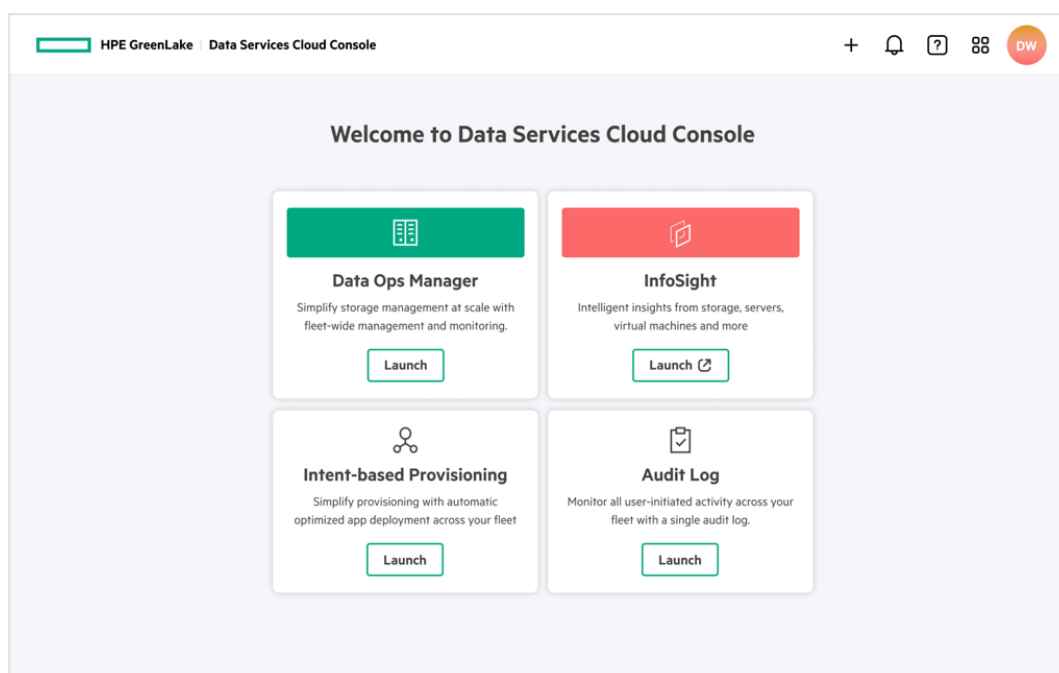 HPE GreenLake | Data Services Cloud Console
?
DW
Welcome to Data Services Cloud Console
Data Ops Manager
Simplify storage management at scale with
fleet-wide management and monitoring.
Launch
InfoSight
Intelligent insights from storage, servers,
virtual machines and more
Launch
Intent-based Provisioning
Simplify provisioning with automatic
optimized app deployment across your fleet
Launch
Audit Log
Monitor all user-initiated activity across your
fleet with a single audit log.
Launch